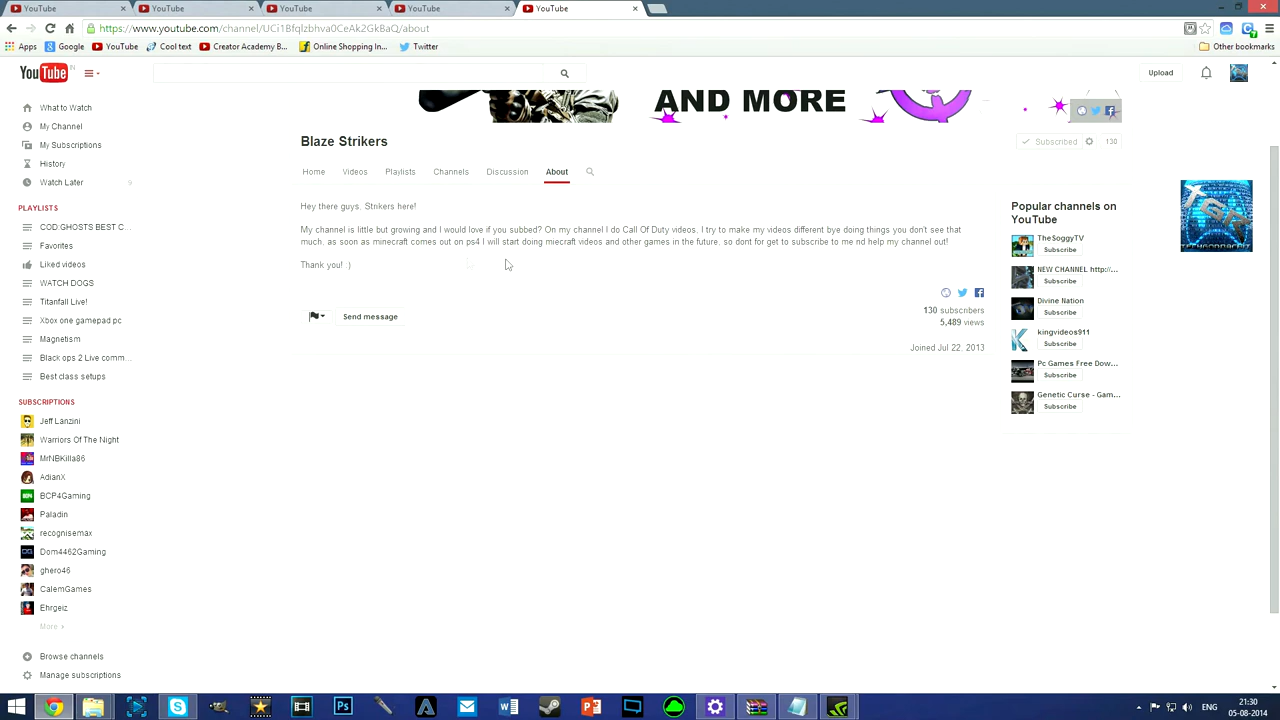 YouTube
YouTube
YouTube
YouTube
YouTube
https://www.youtube.com/channel/UCi1Bfqlzbhva0CeAk2GkBaQ/about
Apps
Google
YouTube
Cool text
Creator Academy B...
Online Shopping In...
Twitter
Other bookmarks
YouTube IN
Upload
What to Watch
My Channel
My Subscriptions
History
Watch Later 9
PLAYLISTS
COD:GHOSTS BEST C...
Favorites
Liked videos
WATCH DOGS
Titanfall Live!
Xbox one gamepad pc
Magnetism
Black ops 2 Live comm...
Best class setups
SUBSCRIPTIONS
Jeff Lanzini
Warriors Of The Night
MrNBKilla86
AdianX
BCP4Gaming
Paladin
recognisemax
Dom4462Gaming
ghero46
CalemGames
Ehrgeiz
More »
Browse channels
Manage subscriptions
AND MORE
Blaze Strikers
Subscribed 130
Home Videos Playlists Channels Discussion About
Hey there guys. Strikers here!
My channel is little but growing and I would love if you subbed? On my channel I do Call Of Duty videos. I try to make my videos different bye doing things you don't see that
much. As soon as minecraft comes out on ps4 I will start doing miecraft videos and other games in the future. So dont for get to subscribe to me nd help my channel out!
Thank you! :)
Send message
130 subscribers
5,489 views
Joined Jul 22, 2013
Popular channels on
YouTube
TheSoggyTV
Subscribe
NEW CHANNEL http://...
Subscribe
Divine Nation
Subscribe
kingvideos911
Subscribe
Pc Games Free Dow...
Subscribe
Genetic Curse - Gam...
Subscribe
TGP
21:30
05-08-2014